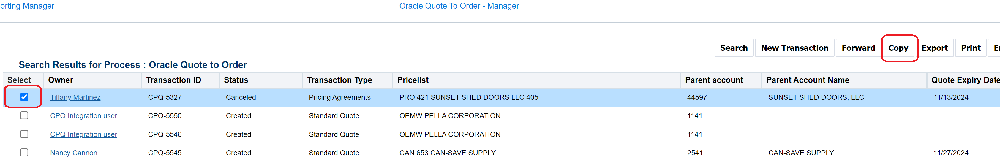 orting Manager Oracle Quote To Order - Manager
Search New Transaction Forward Copy Export Print
Search Results for Process : Oracle Quote to Order
Select Owner Transaction ID Status Transaction Type Pricelist Parent account Parent Account Name Quote Expiry Date
Tiffany Martinez CPQ-5327 Canceled Pricing Agreements PRO 421 SUNSET SHED DOORS LLC 405 44597 SUNSET SHED DOORS, LLC 11/13/2024
CPQ Integration user CPQ-5550 Created Standard Quote OEMW PELLA CORPORATION 1141
CPQ Integration user CPQ-5546 Created Standard Quote OEMW PELLA CORPORATION 1141
Nancy Cannon CPQ-5545 Created Standard Quote CAN 653 CAN-SAVE SUPPLY 2541 CAN-SAVE SUPPLY 11/27/2024